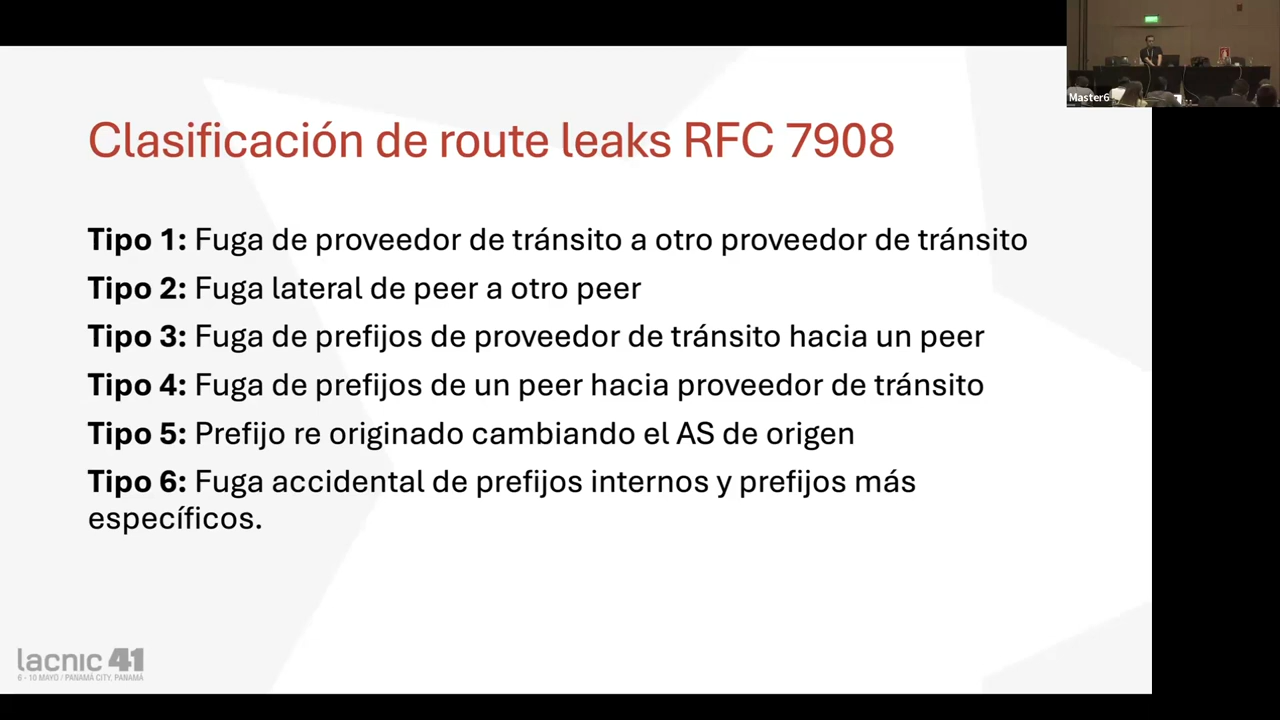 Master6
Clasificación de route leaks RFC 7908
Tipo 1: Fuga de proveedor de tránsito a otro proveedor de tránsito
Tipo 2: Fuga lateral de peer a otro peer
Tipo 3: Fuga de prefijos de proveedor de tránsito hacia un peer
Tipo 4: Fuga de prefijos de un peer hacia proveedor de tránsito
Tipo 5: Prefijo re originado cambiando el AS de origen
Tipo 6: Fuga accidental de prefijos internos y prefijos más
específicos.
lacnic 41
6 - 10 MAYO / PANAMÁ CITY, PANAMÁ